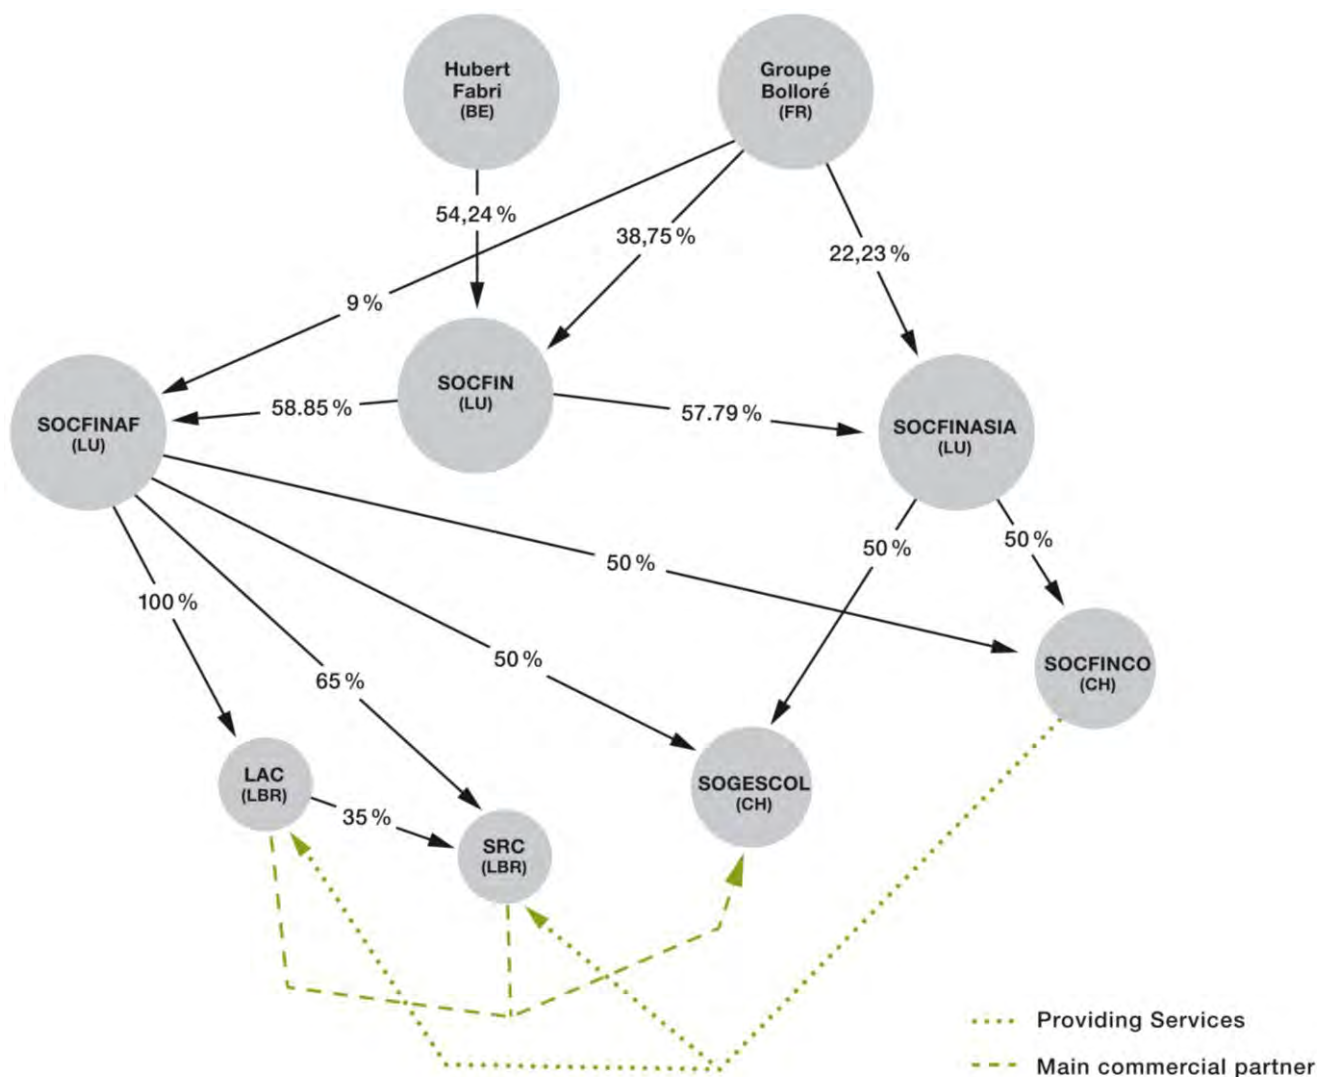 Hubert
Fabri
(BE)
Groupe
Bolloré
(FR)
54,24 %
38,75 %
22,23 %
9 %
SOCFINAF
(LU)
58.85 %
SOCFIN
(LU)
57.79 %
SOCFINASIA
(LU)
100 %
65 %
50 %
50 %
50 %
50 %
SOCFINCO
(CH)
LAC
(LBR)
35 %
SRC
(LBR)
SOGESCOL
(CH)
Providing Services
Main commercial partner